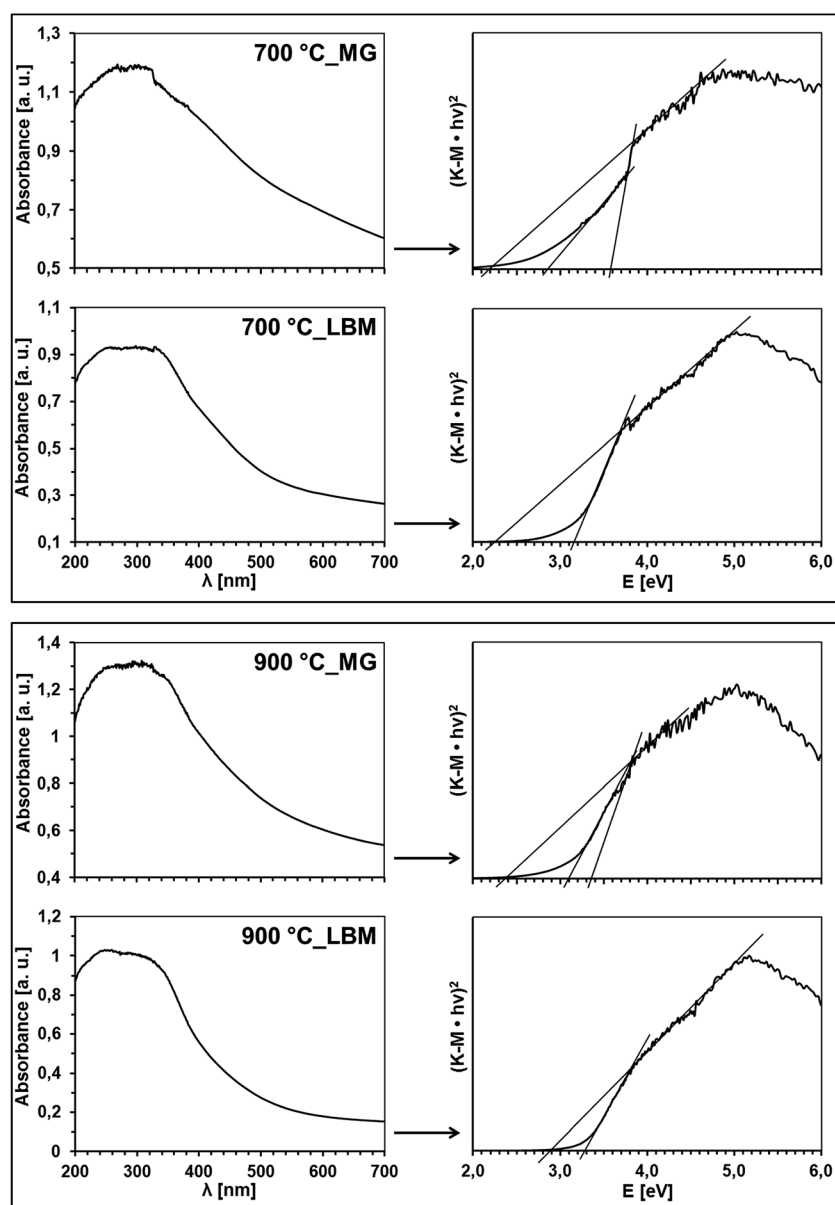 700 °C_MG
Absorbance [a. u.]
1,3
1,1
0,9
0,7
0,5
(K-M • hν)²
700 °C_LBM
Absorbance [a. u.]
1,1
0,9
0,7
0,5
0,3
0,1
200 300 400 500 600 700
λ [nm]
(K-M • hν)²
2,0 3,0 4,0 5,0 6,0
E [eV]
900 °C_MG
Absorbance [a. u.]
1,4
1,2
1
0,8
0,6
0,4
(K-M • hν)²
900 °C_LBM
Absorbance [a. u.]
1,2
1
0,8
0,6
0,4
0,2
0
200 300 400 500 600 700
λ [nm]
(K-M • hν)²
2,0 3,0 4,0 5,0 6,0
E [eV]